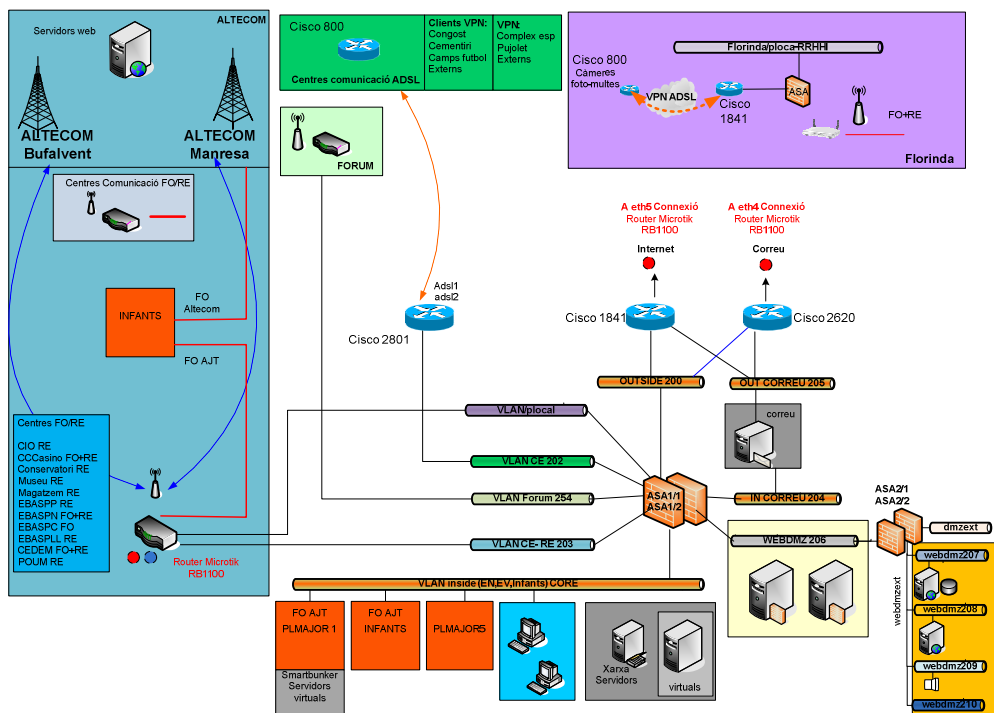 ALTECOM
Servidors web
ALTECOM
Bufalvent
ALTECOM
Manresa
Centres Comunicació FO/RE
INFANTS
FO
Altecom
FO AJT
Centres FO/RE
CIO RE
CCCasino FO+RE
Conservatori RE
Museu RE
Magatzem RE
EBASPP RE
EBASPN FO+RE
EBASPC FO
EBASPLL RE
CEDEM FO+RE
POUM RE
Router Microtik
RB1100
Cisco 800
Centres comunicació ADSL
Clients VPN:
Congost
Cementiri
Camps futbol
Externs
VPN:
Complex esp
Pujolet
Externs
FORUM
Florinda/ploca-RRHHI
Cisco 800
Càmeres
foto-multes
VPN ADSL
Cisco
1841
ASA
FO+RE
Florinda
A eth5 Connexió
Router Microtik
RB1100
Internet
A eth4 Connexió
Router Microtik
RB1100
Correu
Adsl1
adsl2
Cisco 2801
Cisco 1841
Cisco 2620
OUTSIDE 200
OUT CORREU 205
correu
VLAN/plocal
VLAN CE 202
VLAN Forum 254
VLAN CE- RE 203
ASA1/1
ASA1/2
IN CORREU 204
WEBDMZ 206
ASA2/1
ASA2/2
dmzext
webdmz207
webdmz208
webdmz209
webdmz210
webdmzext
VLAN inside (EN,EV,Infants) CORE
FO AJT
PLMAJOR 1
Smartbunker
Servidors
virtuals
FO AJT
INFANTS
PLMAJOR5
Xarxa
Servidors
virtuals